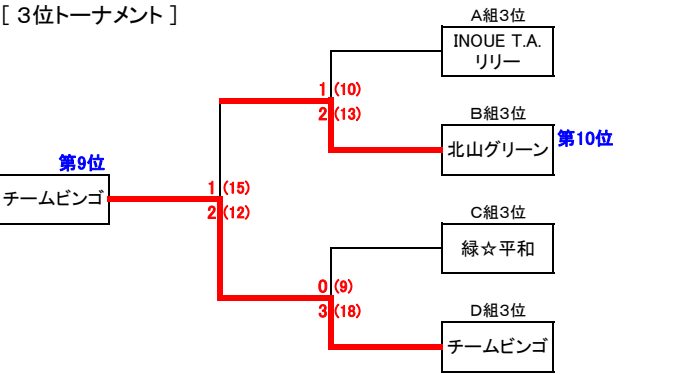 [ 3位トーナメント ]
A組3位
INOUE T.A.
リリー
1 (10)
2 (13)
B組3位
北山グリーン
第10位
第9位
チームビンゴ
1 (15)
2 (12)
C組3位
緑☆平和
0 (9)
3 (18)
D組3位
チームビンゴ